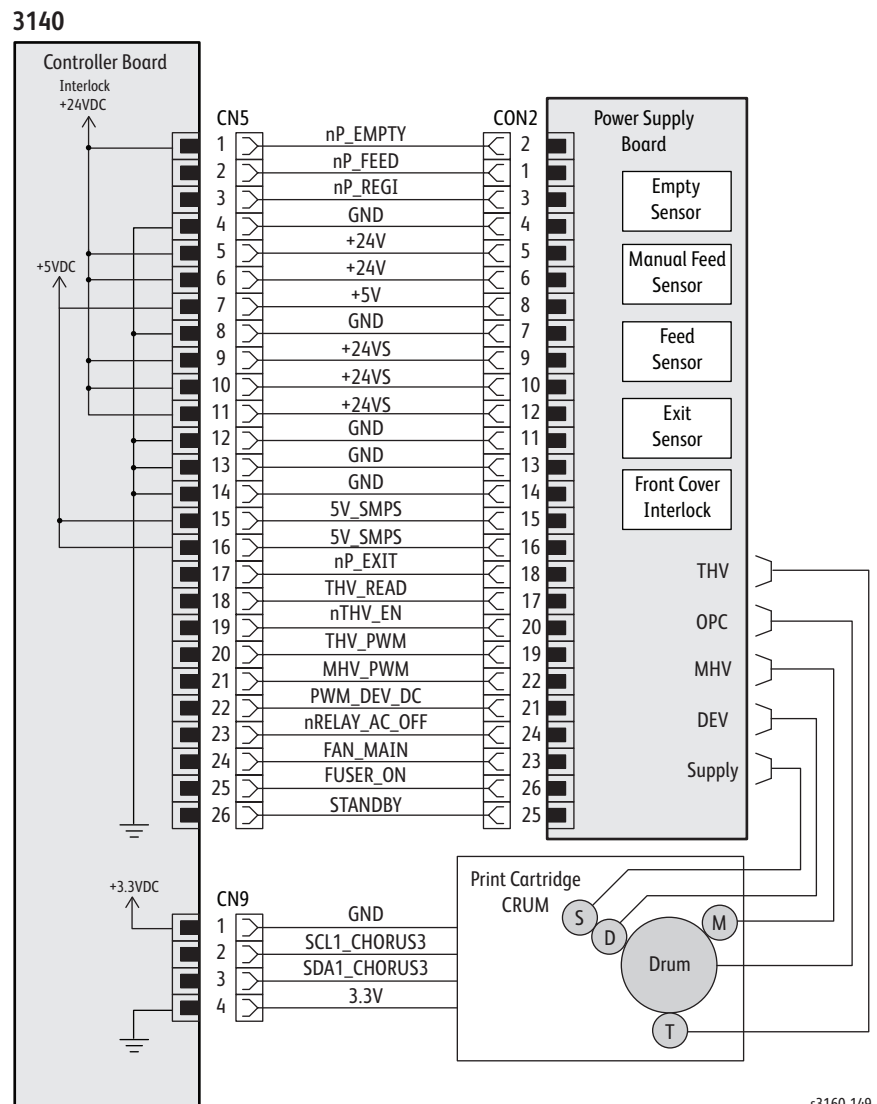 3140
Controller Board
Interlock
+24VDC
+5VDC
CN5
CON2
1 nP_EMPTY 2
2 nP_FEED 1
3 nP_REGI 3
4 GND 4
5 +24V 5
6 +24V 6
7 +5V 8
8 GND 7
9 +24VS 9
10 +24VS 10
11 +24VS 12
12 GND 11
13 GND 13
14 GND 14
15 5V_SMPS 15
16 5V_SMPS 16
17 nP_EXIT 18
18 THV_READ 17
19 nTHV_EN 20
20 THV_PWM 19
21 MHV_PWM 22
22 PWM_DEV_DC 21
23 nRELAY_AC_OFF 24
24 FAN_MAIN 23
25 FUSER_ON 26
26 STANDBY 25
Power Supply
Board
Empty
Sensor
Manual Feed
Sensor
Feed
Sensor
Exit
Sensor
Front Cover
Interlock
THV
OPC
MHV
DEV
Supply
+3.3VDC
CN9
1 GND
2 SCL1_CHORUS3
3 SDA1_CHORUS3
4 3.3V
Print Cartridge
CRUM
S
D
M
Drum
T
s3160-149